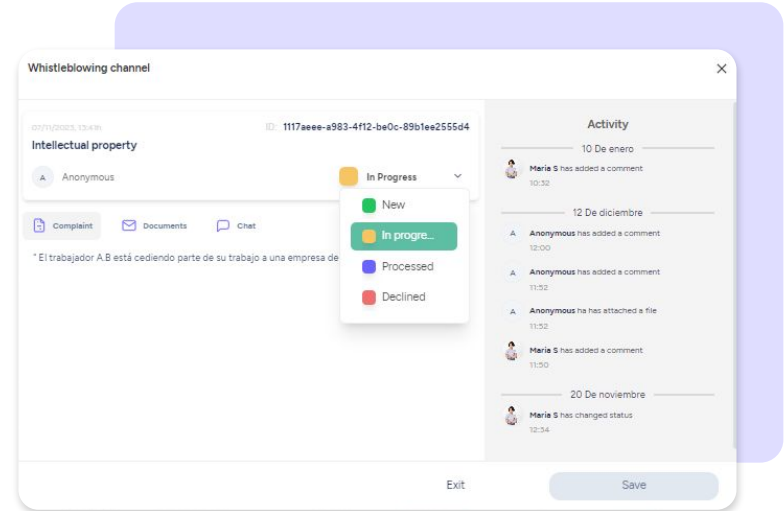 Whistleblowing channel
07/11/2023, 13:41h
ID: 1117aeee-a983-4f12-be0c-89b1ee2555d4
Intellectual property
A Anonymous
In Progress
New
In progre...
Processed
Declined
Complaint Documents Chat
" El trabajador A.B está cediendo parte de su trabajo a una empresa de
Activity
10 De enero
Maria S has added a comment
10:32
12 De diciembre
A Anonymous has added a comment
12:00
A Anonymous has added a comment
11:52
A Anonymous ha has attached a file
11:52
Maria S has added a comment
11:50
20 De noviembre
Maria S has changed status
12:34
Exit
Save